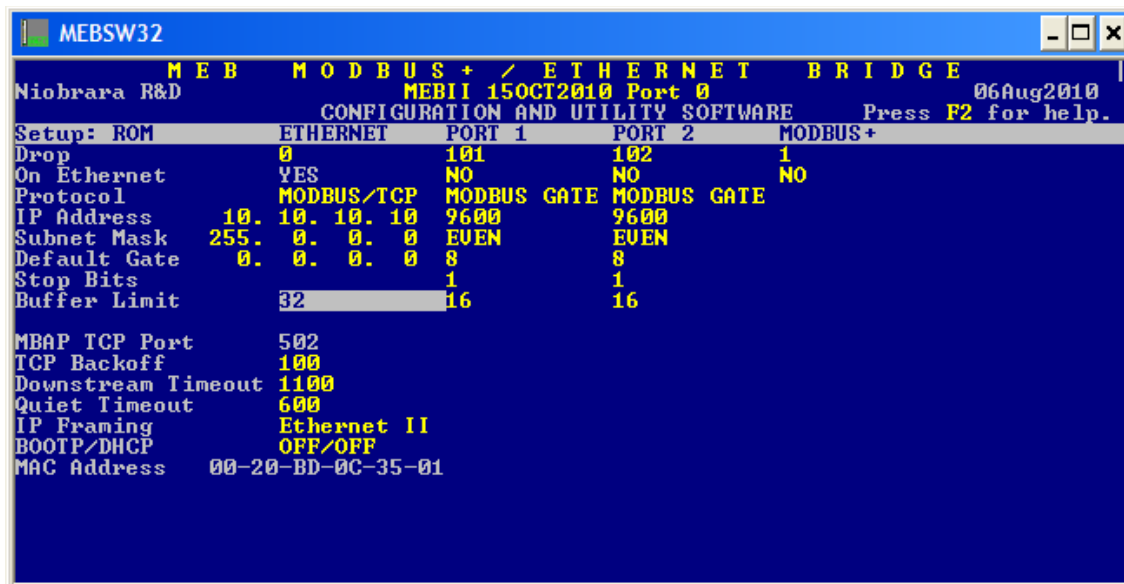 MEBSW32
M E B M O D B U S + / E T H E R N E T B R I D G E
Niobrara R&D MEBII 15OCT2010 Port 0 06Aug2010
CONFIGURATION AND UTILITY SOFTWARE Press F2 for help.
Setup: ROM ETHERNET PORT 1 PORT 2 MODBUS+
Drop 0 101 102 1
On Ethernet YES NO NO NO
Protocol MODBUS/TCP MODBUS GATE MODBUS GATE
IP Address 10. 10. 10. 10 9600 9600
Subnet Mask 255. 0. 0. 0 EVEN EVEN
Default Gate 0. 0. 0. 0 8 8
Stop Bits 1 1
Buffer Limit 32 16 16
MBAP TCP Port 502
TCP Backoff 100
Downstream Timeout 1100
Quiet Timeout 600
IP Framing Ethernet II
BOOTP/DHCP OFF/OFF
MAC Address 00-20-BD-0C-35-01